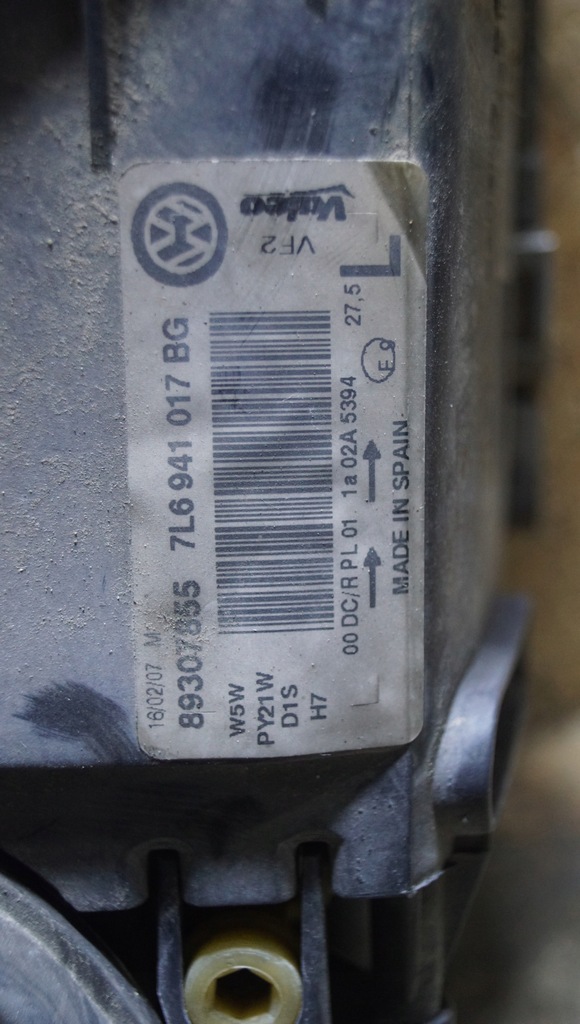 Valeo
VF2
L
27,5
E 9
7L6 941 017 BG
89307855
16/02/07
W5W
PY21W
D1S
H7
00 DC/R PL 01 1a 02A 5394
MADE IN SPAIN